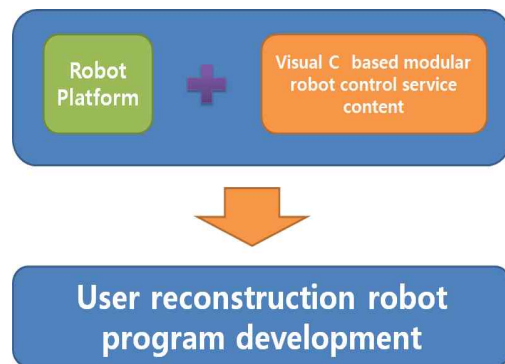 Robot
Platform
Visual C based modular
robot control service
content
User reconstruction robot
program development